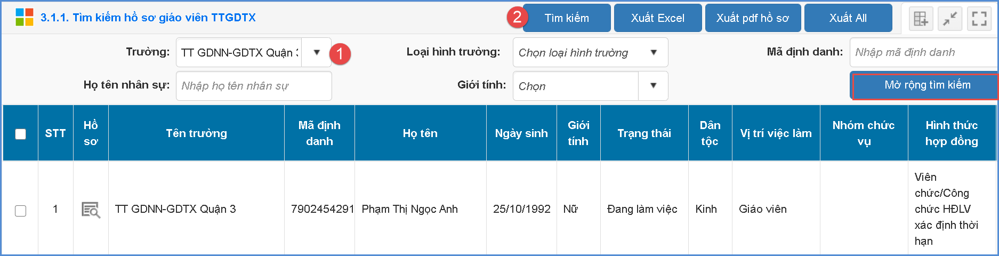 3.1.1. Tìm kiếm hồ sơ giáo viên TTGDTX
2
Tìm kiếm
Xuất Excel
Xuất pdf hồ sơ
Xuất All
Trường:
TT GDNN-GDTX Quận 3
1
Loại hình trường:
Chọn loại hình trường
Mã định danh:
Nhập mã định danh
Họ tên nhân sự:
Nhập họ tên nhân sự
Giới tính:
Chọn
Mở rộng tìm kiếm
STT
Hồ
sơ
Tên trường
Mã định
danh
Họ tên
Ngày sinh
Giới
tính
Trạng thái
Dân
tộc
Vị trí việc làm
Nhóm chức
vụ
Hình thức
hợp đồng
1
TT GDNN-GDTX Quận 3
7902454291
Phạm Thị Ngọc Anh
25/10/1992
Nữ
Đang làm việc
Kinh
Giáo viên
Viên
chức/Công
chức HĐLV
xác định thời
hạn